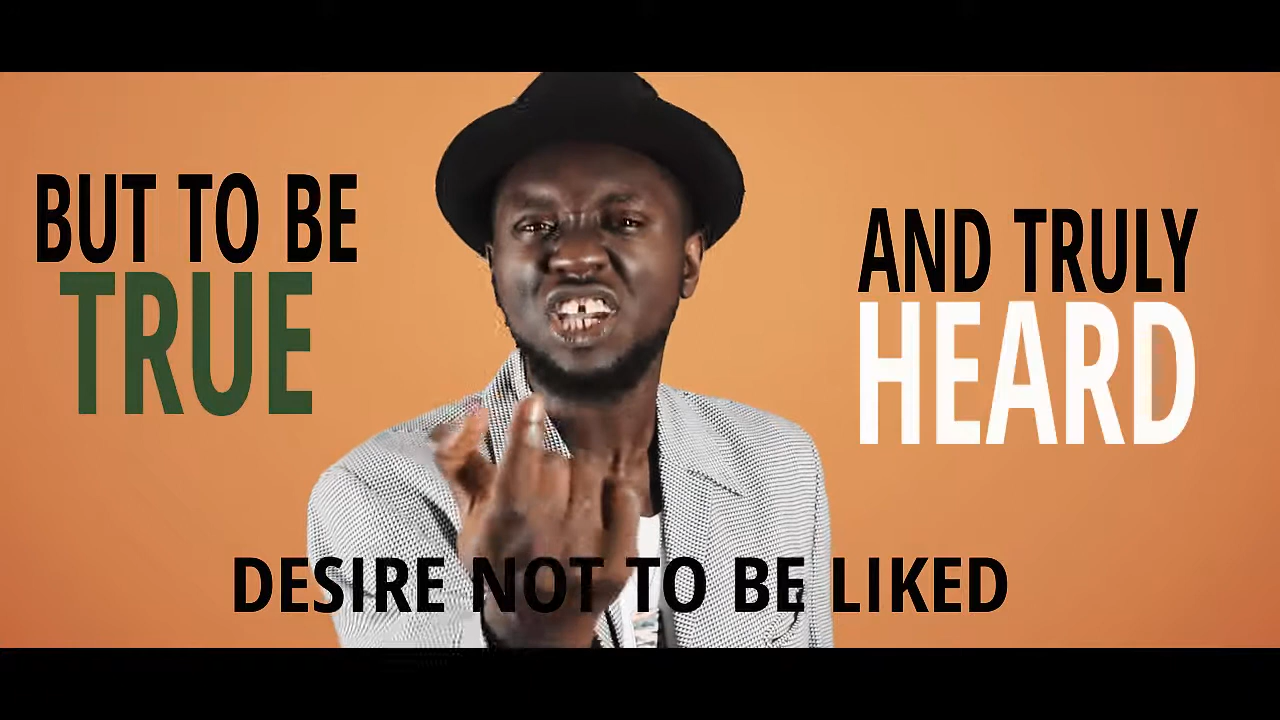 BUT TO BE
TRUE
AND TRULY
HEARD
DESIRE NOT TO BE LIKED